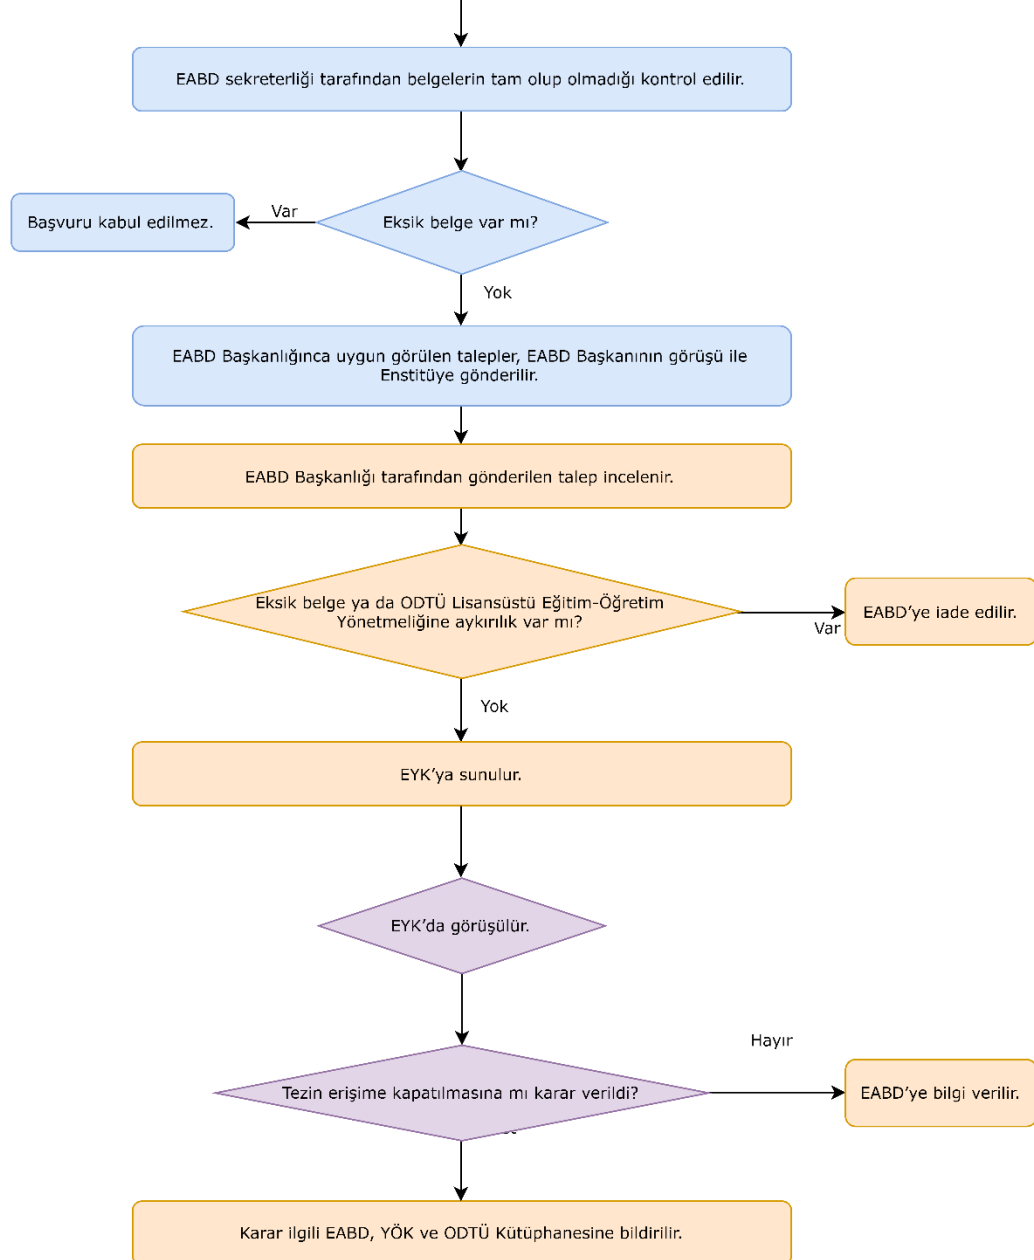 EABD sekreterliği tarafından belgelerin tam olup olmadığı kontrol edilir.
Eksik belge var mı?
Var
Başvuru kabul edilmez.
Yok
EABD Başkanlığınca uygun görülen talepler, EABD Başkanının görüşü ile
Enstitüye gönderilir.
EABD Başkanlığı tarafından gönderilen talep incelenir.
Eksik belge ya da ODTÜ Lisansüstü Eğitim-Öğretim
Yönetmeliğine aykırılık var mı?
Var
EABD’ye iade edilir.
Yok
EYK’ya sunulur.
EYK’da görüşülür.
Tezin erişime kapatılmasına mı karar verildi?
Hayır
EABD’ye bilgi verilir.
Karar ilgili EABD, YÖK ve ODTÜ Kütüphanesine bildirilir.